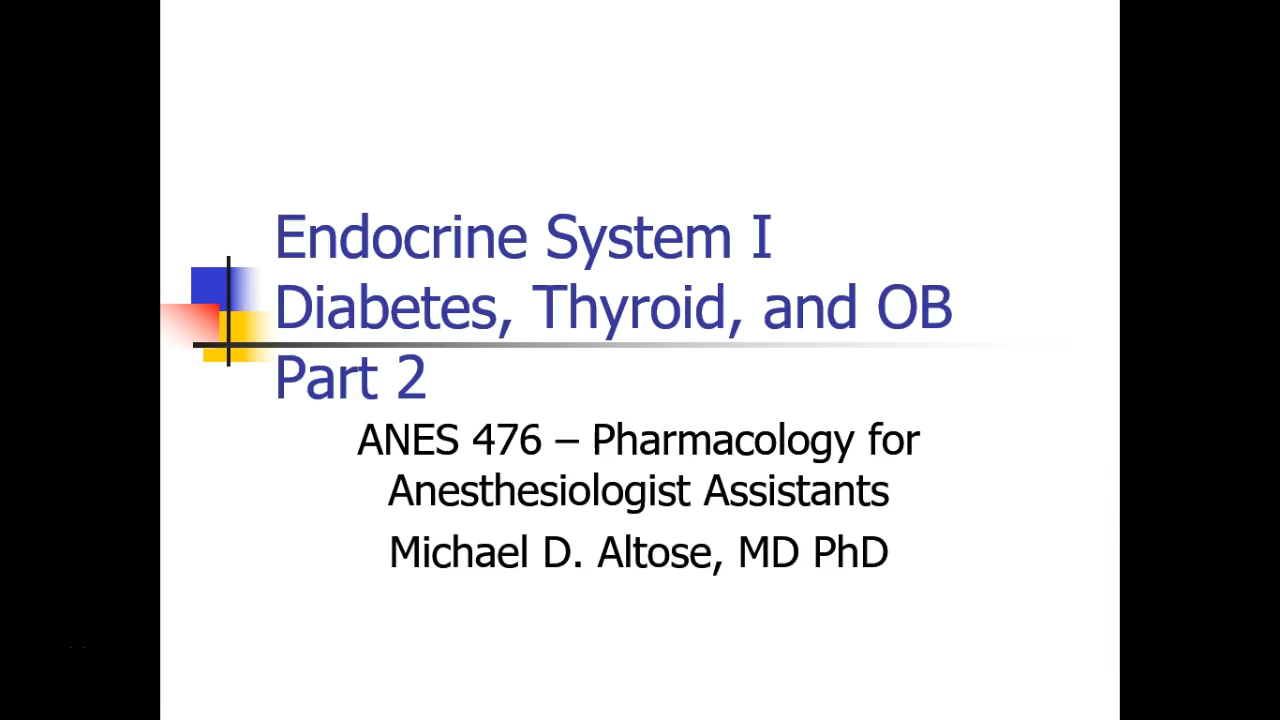 Endocrine System I
Diabetes, Thyroid, and OB
Part 2
ANES 476 – Pharmacology for
Anesthesiologist Assistants
Michael D. Altose, MD PhD